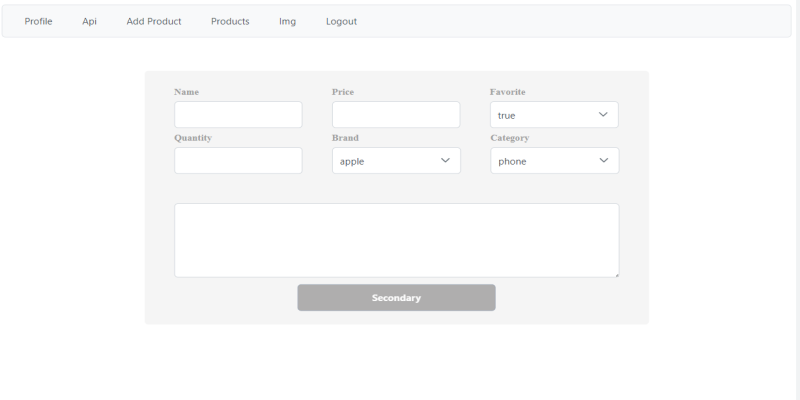 Profile Api Add Product Products Img Logout
Name Price Favorite
true
Quantity Brand Category
apple phone
Secondary